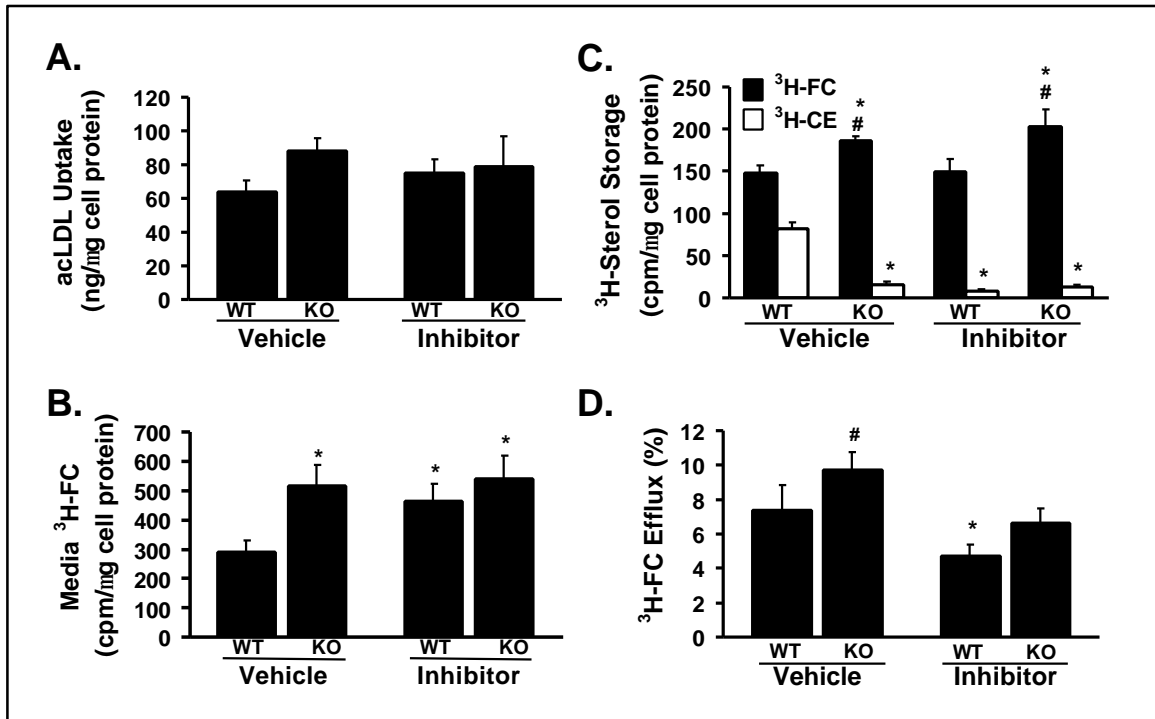 A.
acLDL Uptake
(ng/mg cell protein)
120
100
80
60
40
20
0
WT KO WT KO
Vehicle Inhibitor
C.
³H-FC
³H-CE
³H-Sterol Storage
(cpm/mg cell protein)
250
200
150
100
50
0
*
#
*
#
* * *
WT KO WT KO
Vehicle Inhibitor
B.
Media ³H-FC
(cpm/mg cell protein)
700
600
500
400
300
200
100
0
* * *
WT KO WT KO
Vehicle Inhibitor
D.
³H-FC Efflux (%)
12
10
8
6
4
2
0
#
*
WT KO WT KO
Vehicle Inhibitor